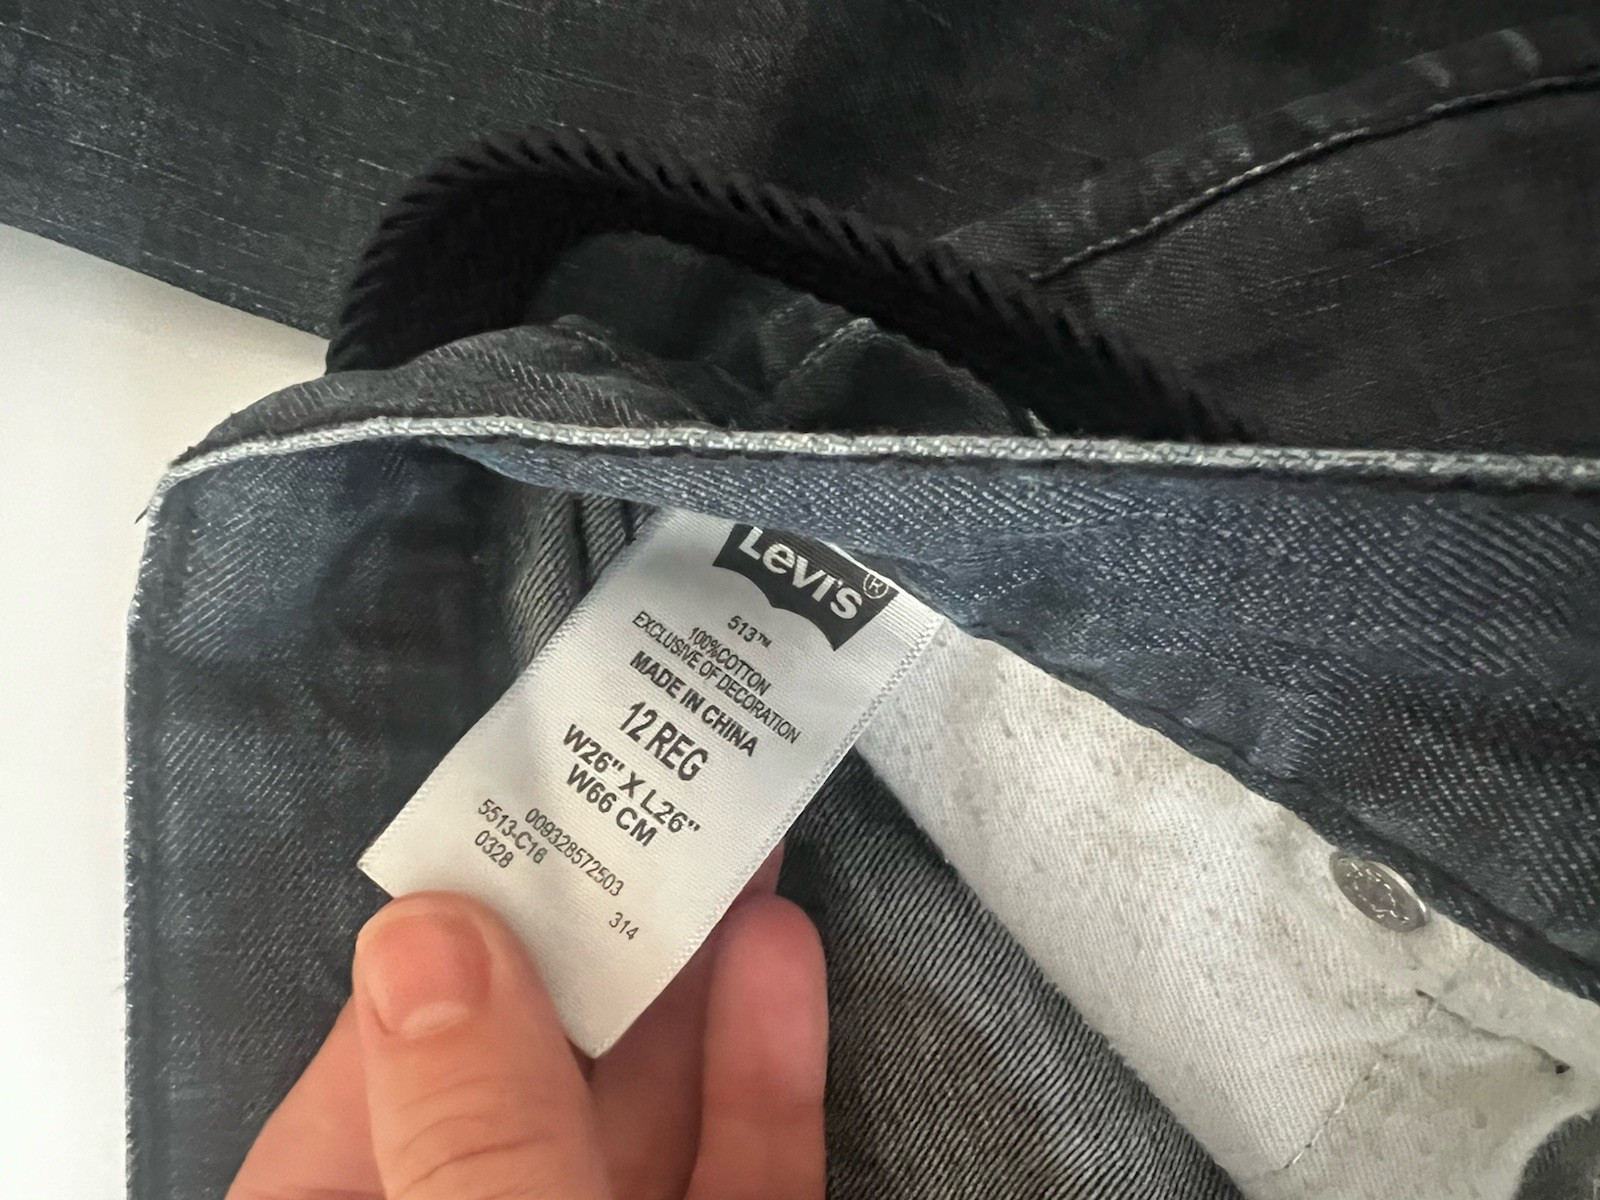 Levi's®
513™
100%COTTON
EXCLUSIVE OF DECORATION
MADE IN CHINA
12 REG
W26" X L26"
W66 CM
009328572503
5513-C16
0328
314